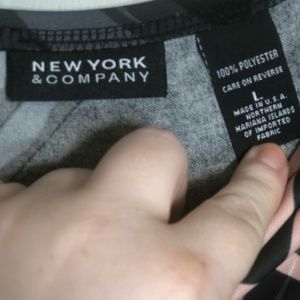 NEW YORK
& COMPANY
100% POLYESTER
CARE ON REVERSE
L
MADE IN U.S.A.
NORTHERN
MARIANA ISLANDS
OF IMPORTED
FABRIC